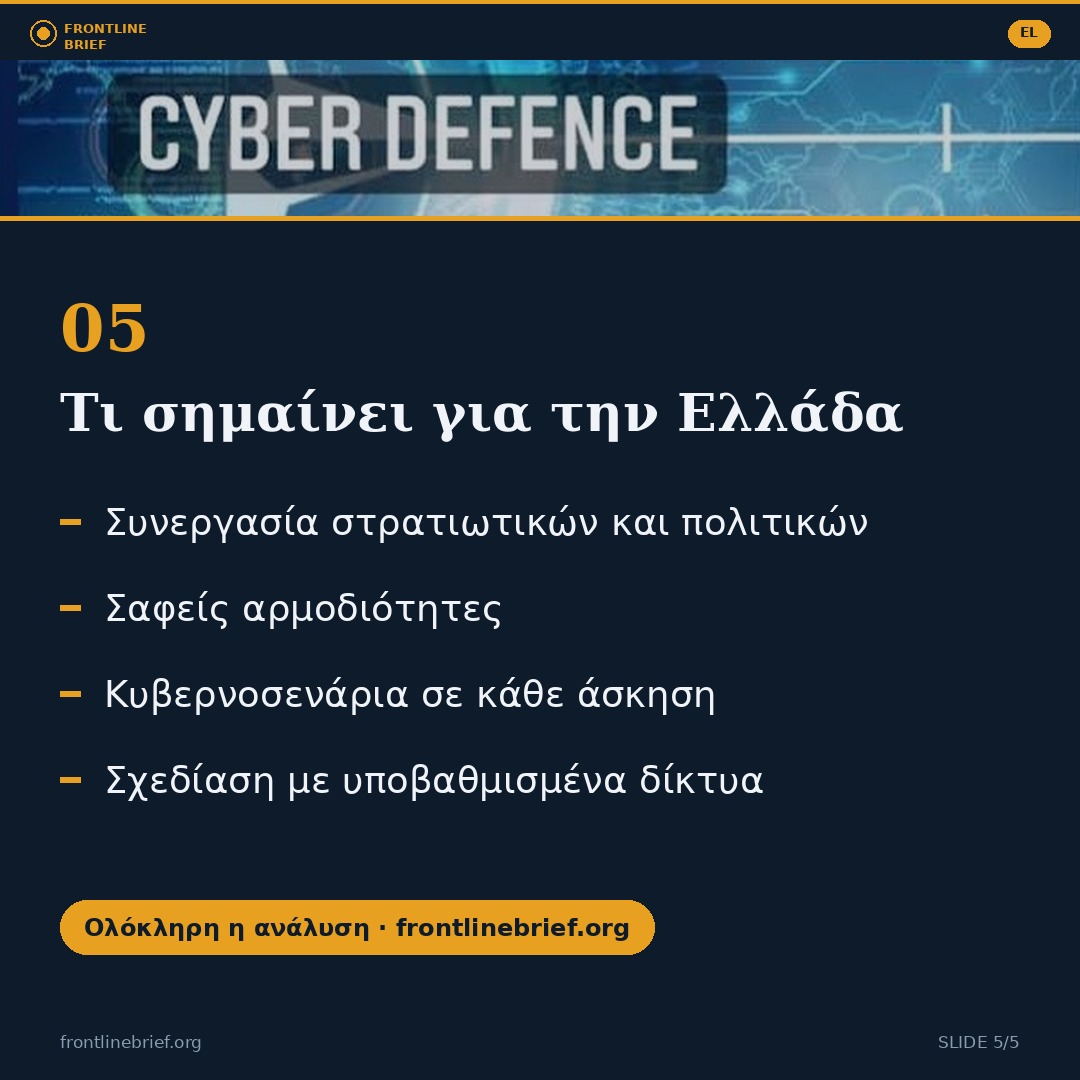 FRONTLINE
BRIEF
EL
CYBER DEFENCE
05
Τι σημαίνει για την Ελλάδα
– Συνεργασία στρατιωτικών και πολιτικών
– Σαφείς αρμοδιότητες
– Κυβερνοσενάρια σε κάθε άσκηση
– Σχεδίαση με υποβαθμισμένα δίκτυα
Ολόκληρη η ανάλυση · frontlinebrief.org
frontlinebrief.org
SLIDE 5/5